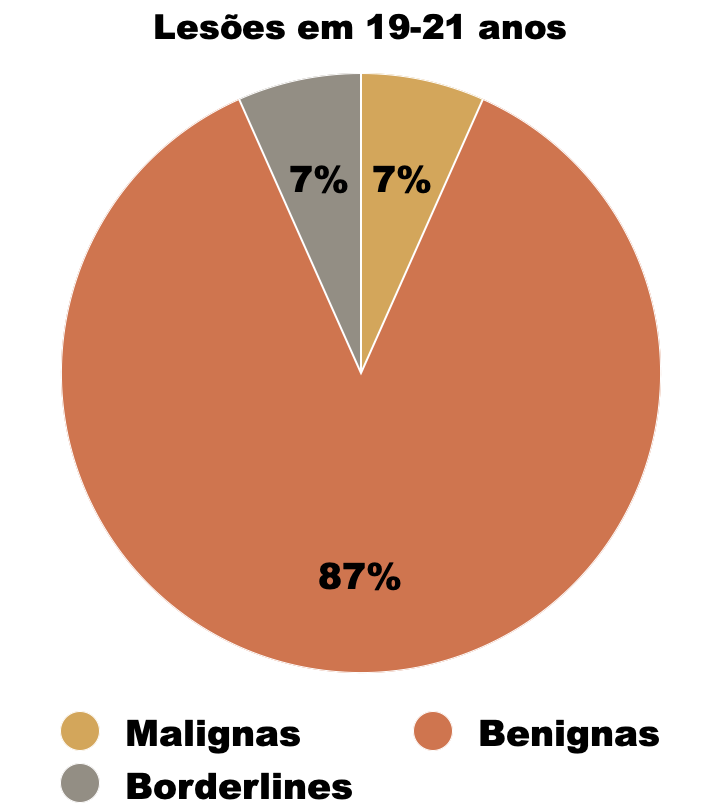 Lesões em 19-21 anos
7% 7%
87%
Malignas Benignas
Borderlines